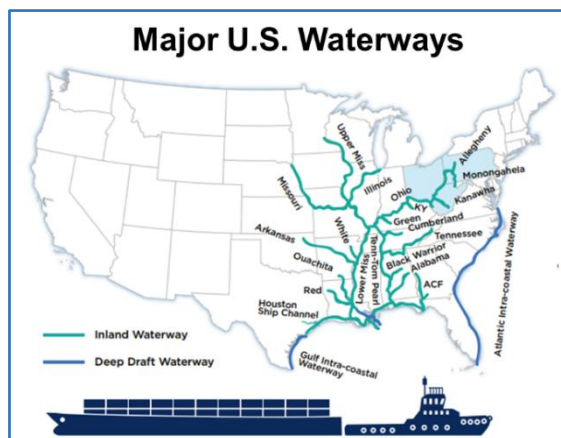 Major U.S. Waterways
Upper Miss
Allegheny
Monongahela
Missouri
Illinois
Ohio
KY
Kanawha
Green
Cumberland
White
Tennessee
Arkansas
Black Warrior
Ouachita
Lower Miss
Tenn-Tom Pearl
Alabama
Red
ACF
Houston
Ship Channel
Atlantic Intra-coastal Waterway
Inland Waterway
Deep Draft Waterway
Gulf Intra-coastal
Waterway